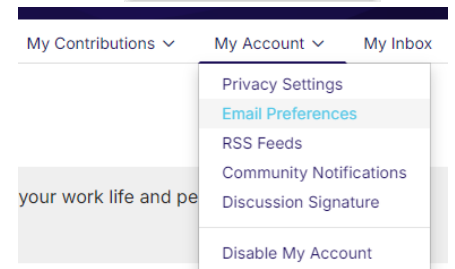 My Contributions My Account My Inbox
Privacy Settings
Email Preferences
RSS Feeds
Community Notifications
your work life and pe
Discussion Signature
Disable My Account